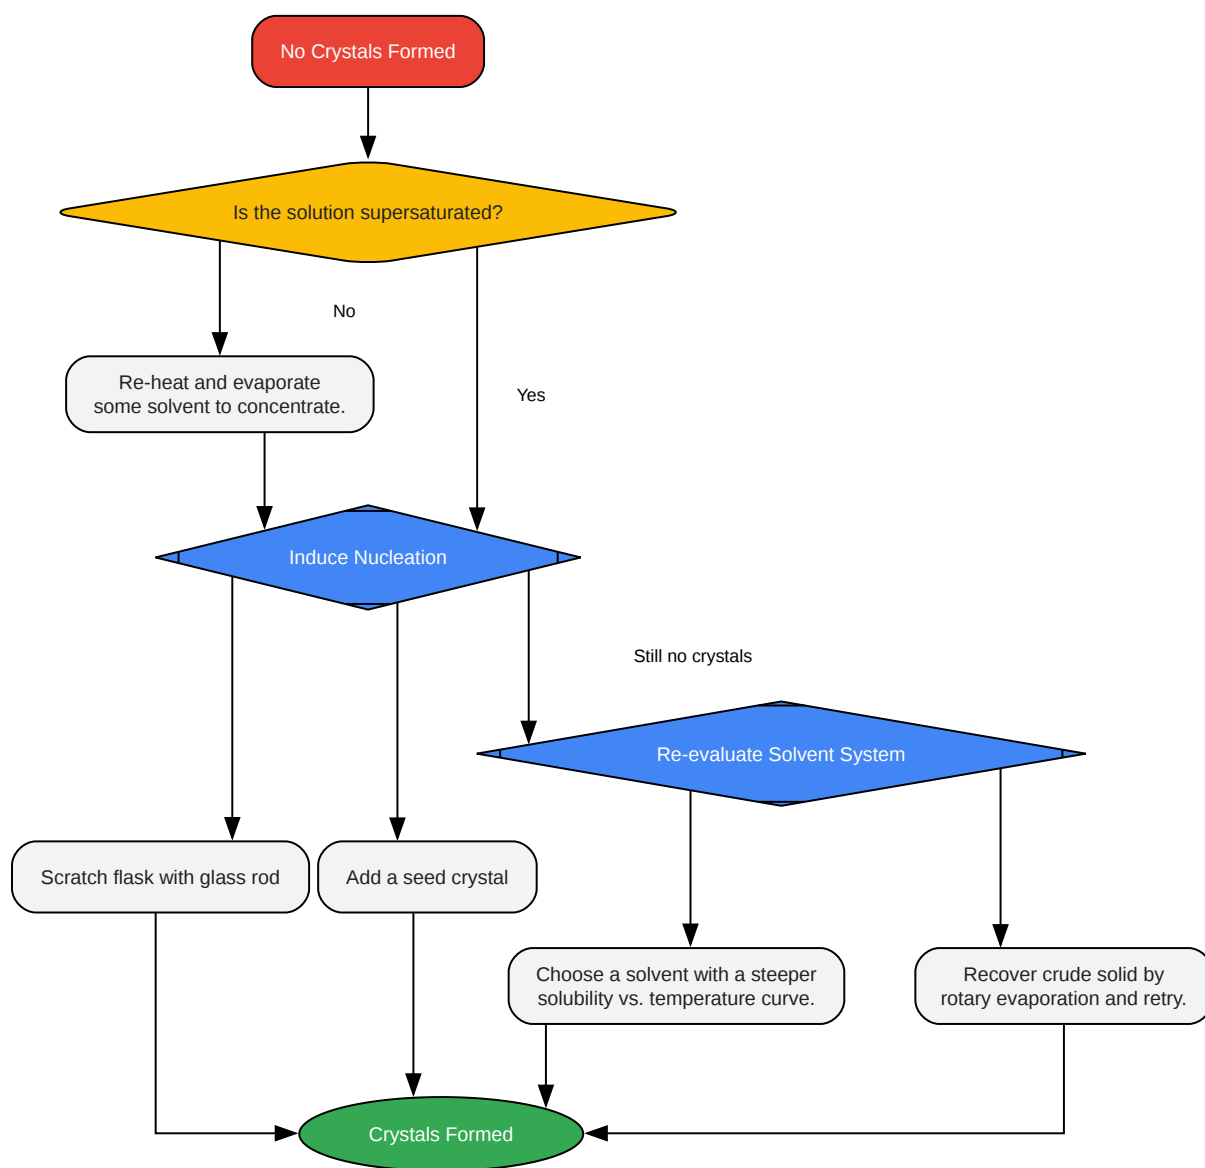 No Crystals Formed
Is the solution supersaturated?
No
Re-heat and evaporate
some solvent to concentrate.
Yes
Induce Nucleation
Still no crystals
Re-evaluate Solvent System
Scratch flask with glass rod
Add a seed crystal
Choose a solvent with a steeper
solubility vs. temperature curve.
Recover crude solid by
rotary evaporation and retry.
Crystals Formed